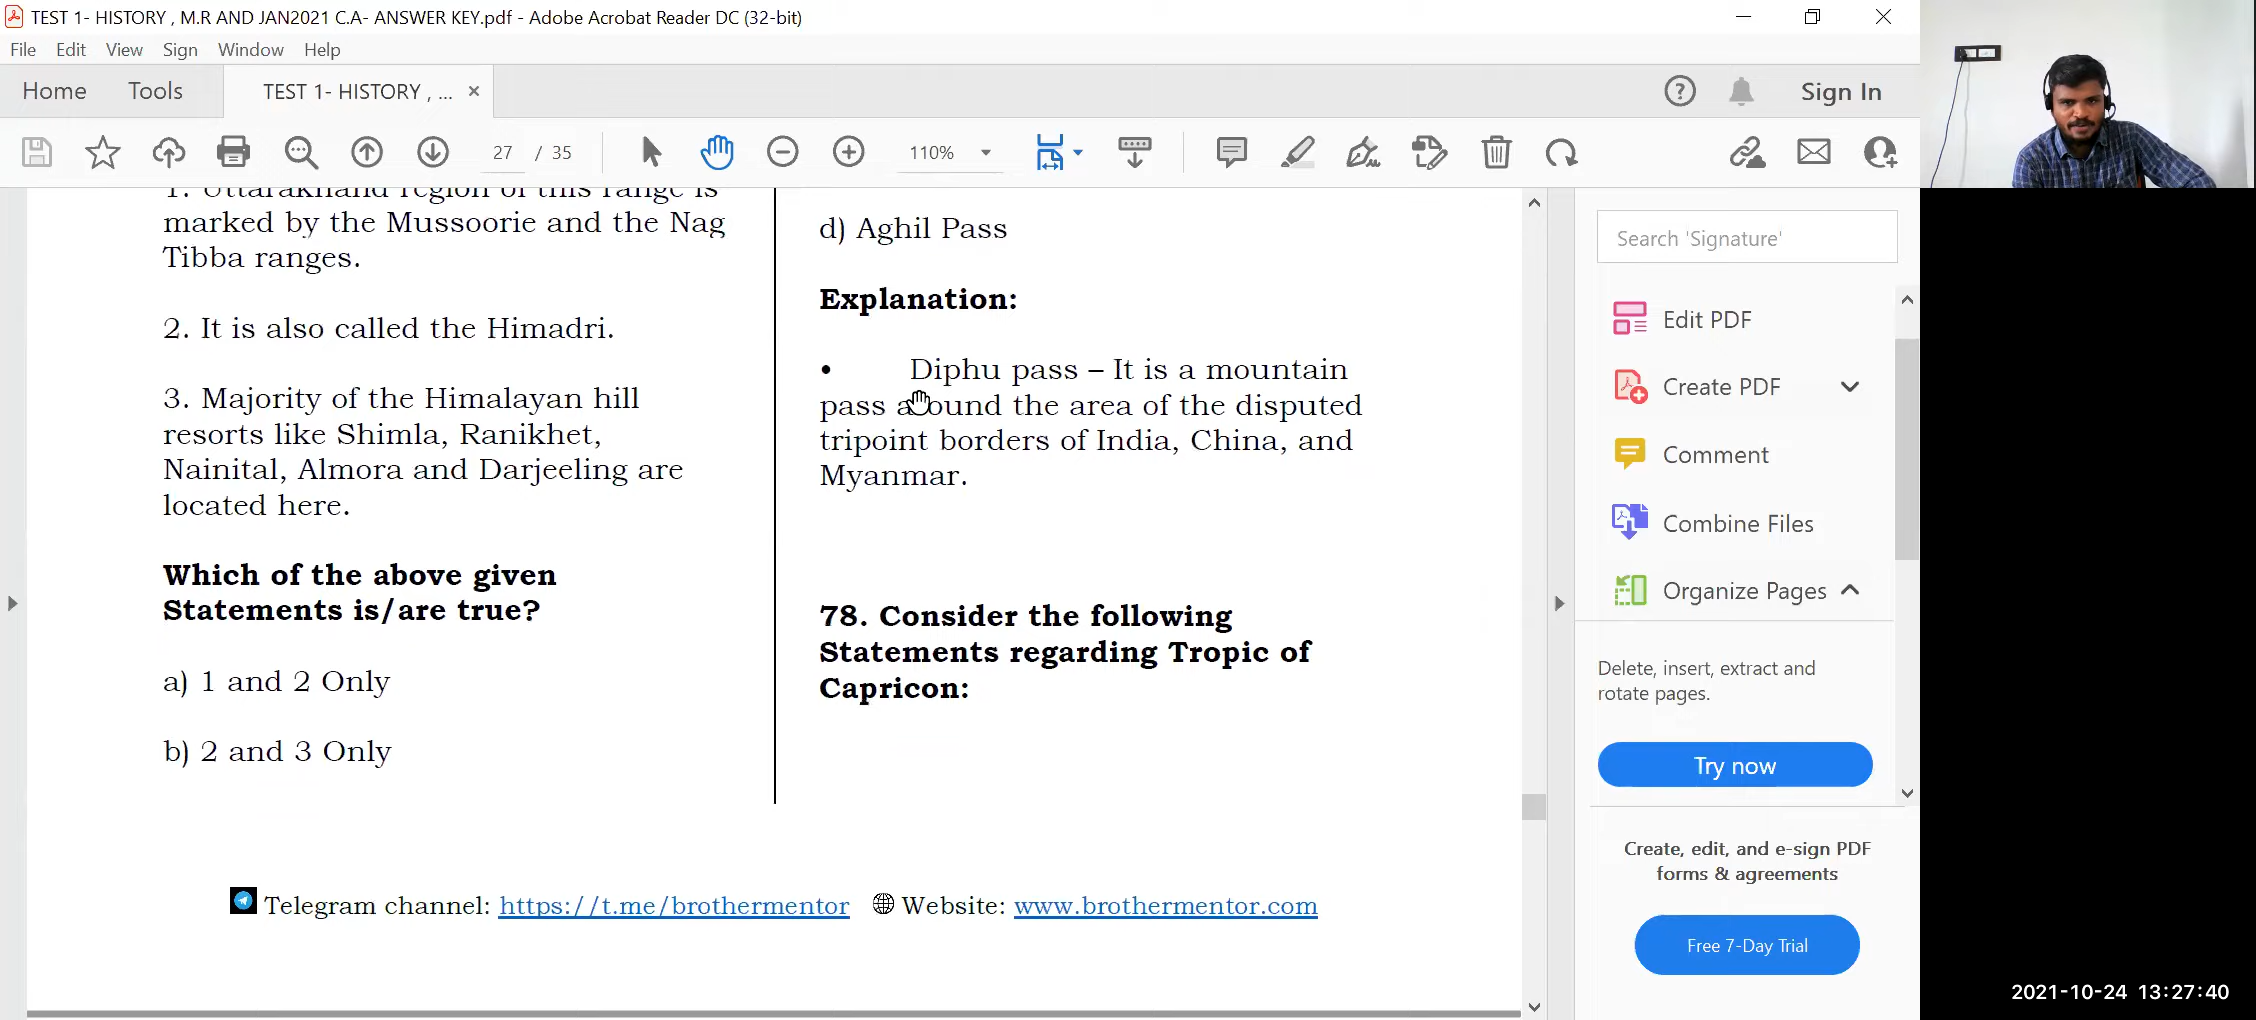 TEST 1- HISTORY , M.R AND JAN2021 C.A- ANSWER KEY.pdf - Adobe Acrobat Reader DC (32-bit)
File Edit View Sign Window Help
Home Tools TEST 1- HISTORY , ... × Sign In
27 / 35 110%
1. Uttarakhand region of this range is
marked by the Mussoorie and the Nag
Tibba ranges.
2. It is also called the Himadri.
3. Majority of the Himalayan hill
resorts like Shimla, Ranikhet,
Nainital, Almora and Darjeeling are
located here.
Which of the above given
Statements is/are true?
a) 1 and 2 Only
b) 2 and 3 Only
d) Aghil Pass
Explanation:
• Diphu pass – It is a mountain
pass around the area of the disputed
tripoint borders of India, China, and
Myanmar.
78. Consider the following
Statements regarding Tropic of
Capricon:
Telegram channel: https://t.me/brothermentor Website: www.brothermentor.com
Search 'Signature'
Edit PDF
Create PDF
Comment
Combine Files
Organize Pages
Delete, insert, extract and
rotate pages.
Try now
Create, edit, and e-sign PDF
forms & agreements
Free 7-Day Trial
2021-10-24 13:27:40